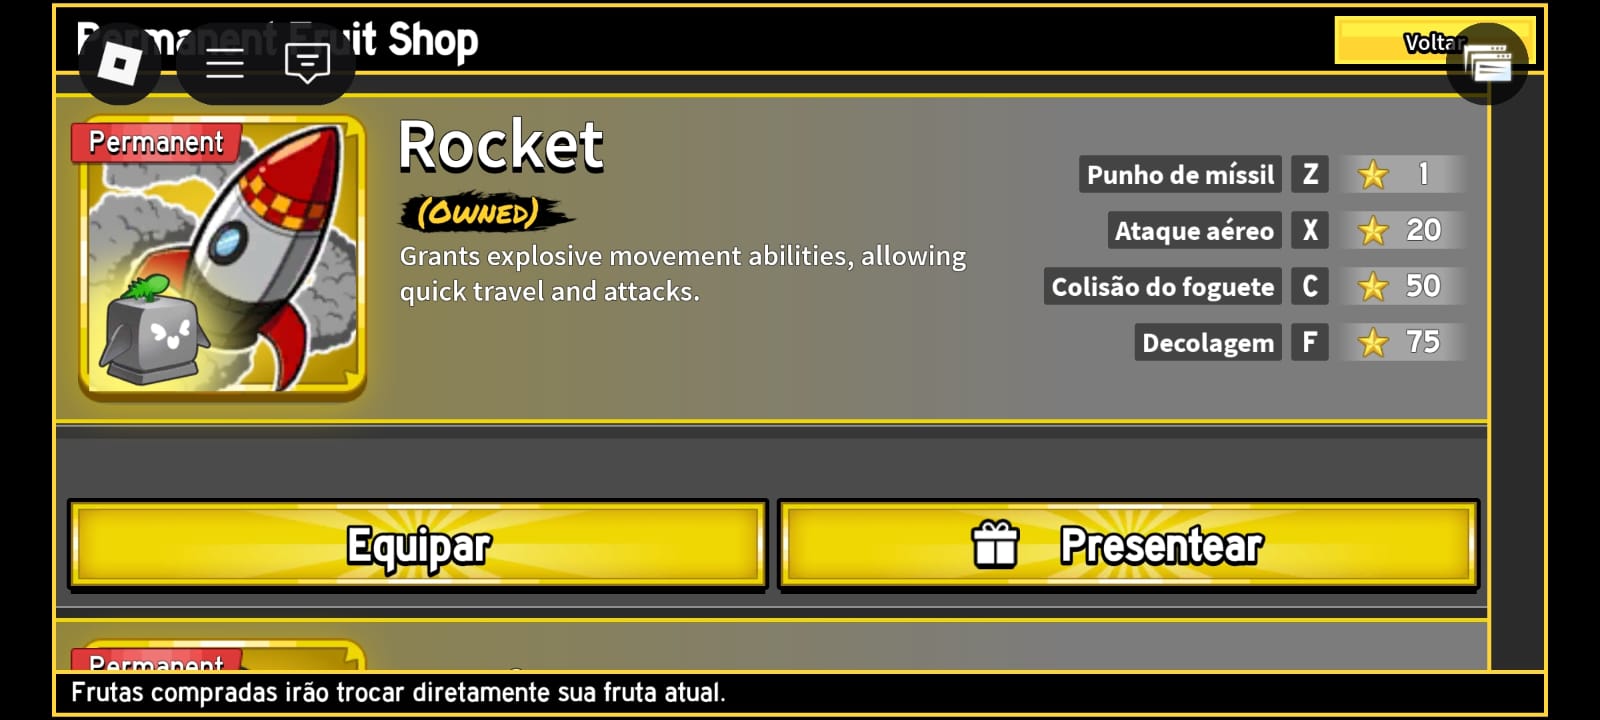 Permanent Fruit Shop
Voltar
Permanent
Rocket
(OWNED)
Grants explosive movement abilities, allowing
quick travel and attacks.
Punho de míssil Z 1
Ataque aéreo X 20
Colisão do foguete C 50
Decolagem F 75
Equipar
Presentear
Permanent
Frutas compradas irão trocar diretamente sua fruta atual.